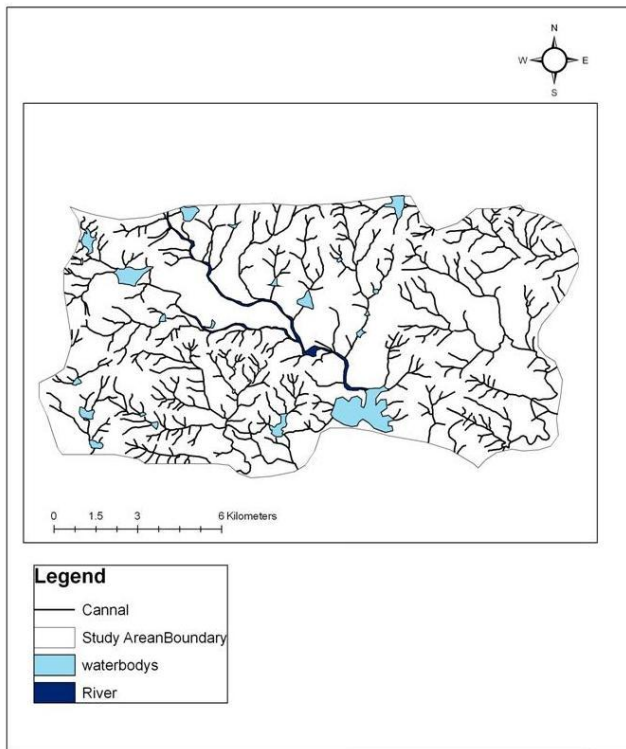 N
W E
S
0 1.5 3 6 Kilometers
Legend
Cannal
Study AreanBoundary
waterbodys
River